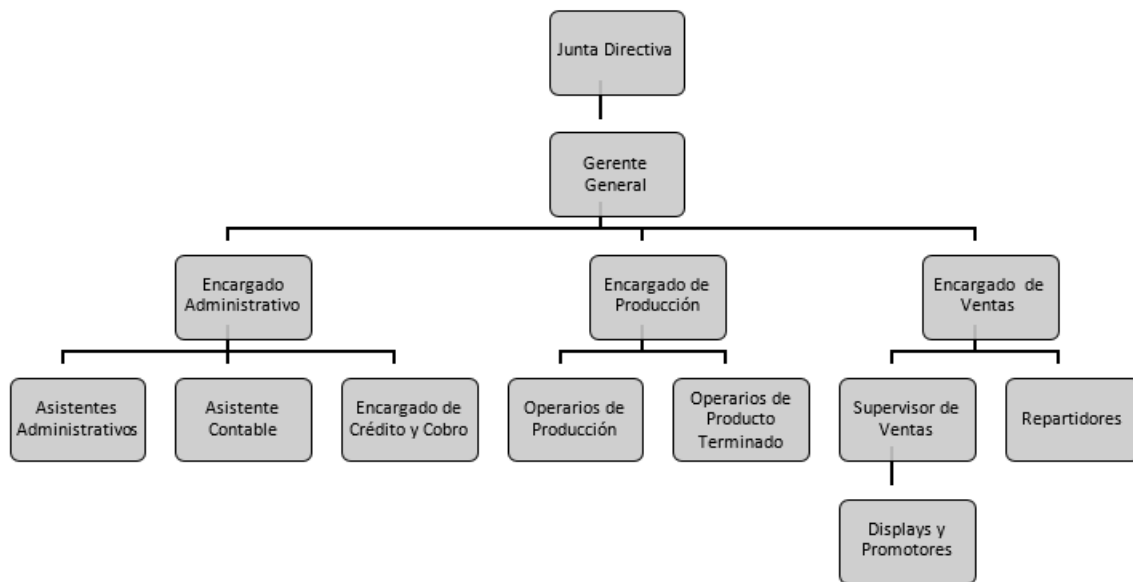 Junta Directiva
Gerente
General
Encargado
Administrativo
Encargado de
Producción
Encargado de
Ventas
Asistentes
Administrativos
Asistente
Contable
Encargado de
Crédito y Cobro
Operarios de
Producción
Operarios de
Producto
Terminado
Supervisor de
Ventas
Repartidores
Displays y
Promotores